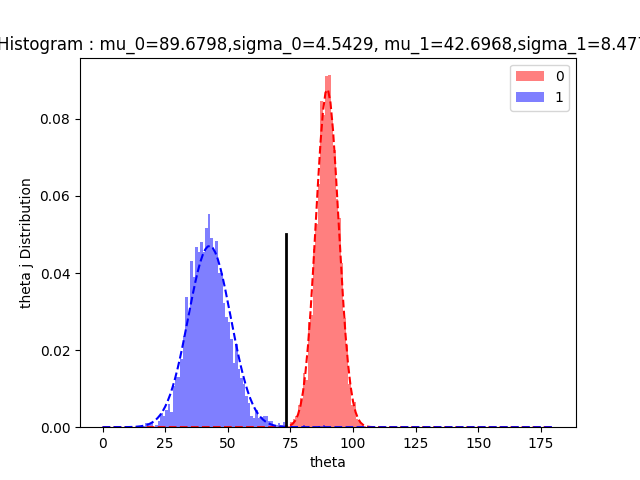 Histogram : mu_0=89.6798,sigma_0=4.5429, mu_1=42.6968,sigma_1=8.477
0
1
theta j Distribution
0.08
0.06
0.04
0.02
0.00
0 25 50 75 100 125 150 175
theta